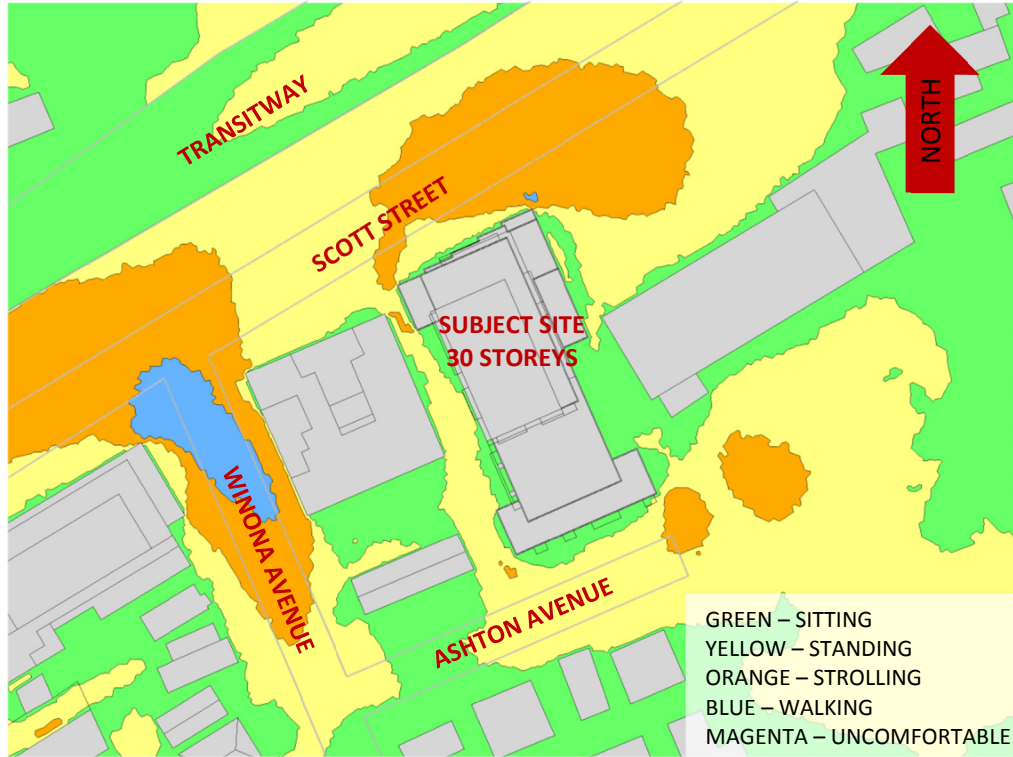 TRANSITWAY
NORTH
SCOTT STREET
SUBJECT SITE
30 STOREYS
WINONA AVENUE
ASHTON AVENUE
GREEN – SITTING
YELLOW – STANDING
ORANGE – STROLLING
BLUE – WALKING
MAGENTA – UNCOMFORTABLE